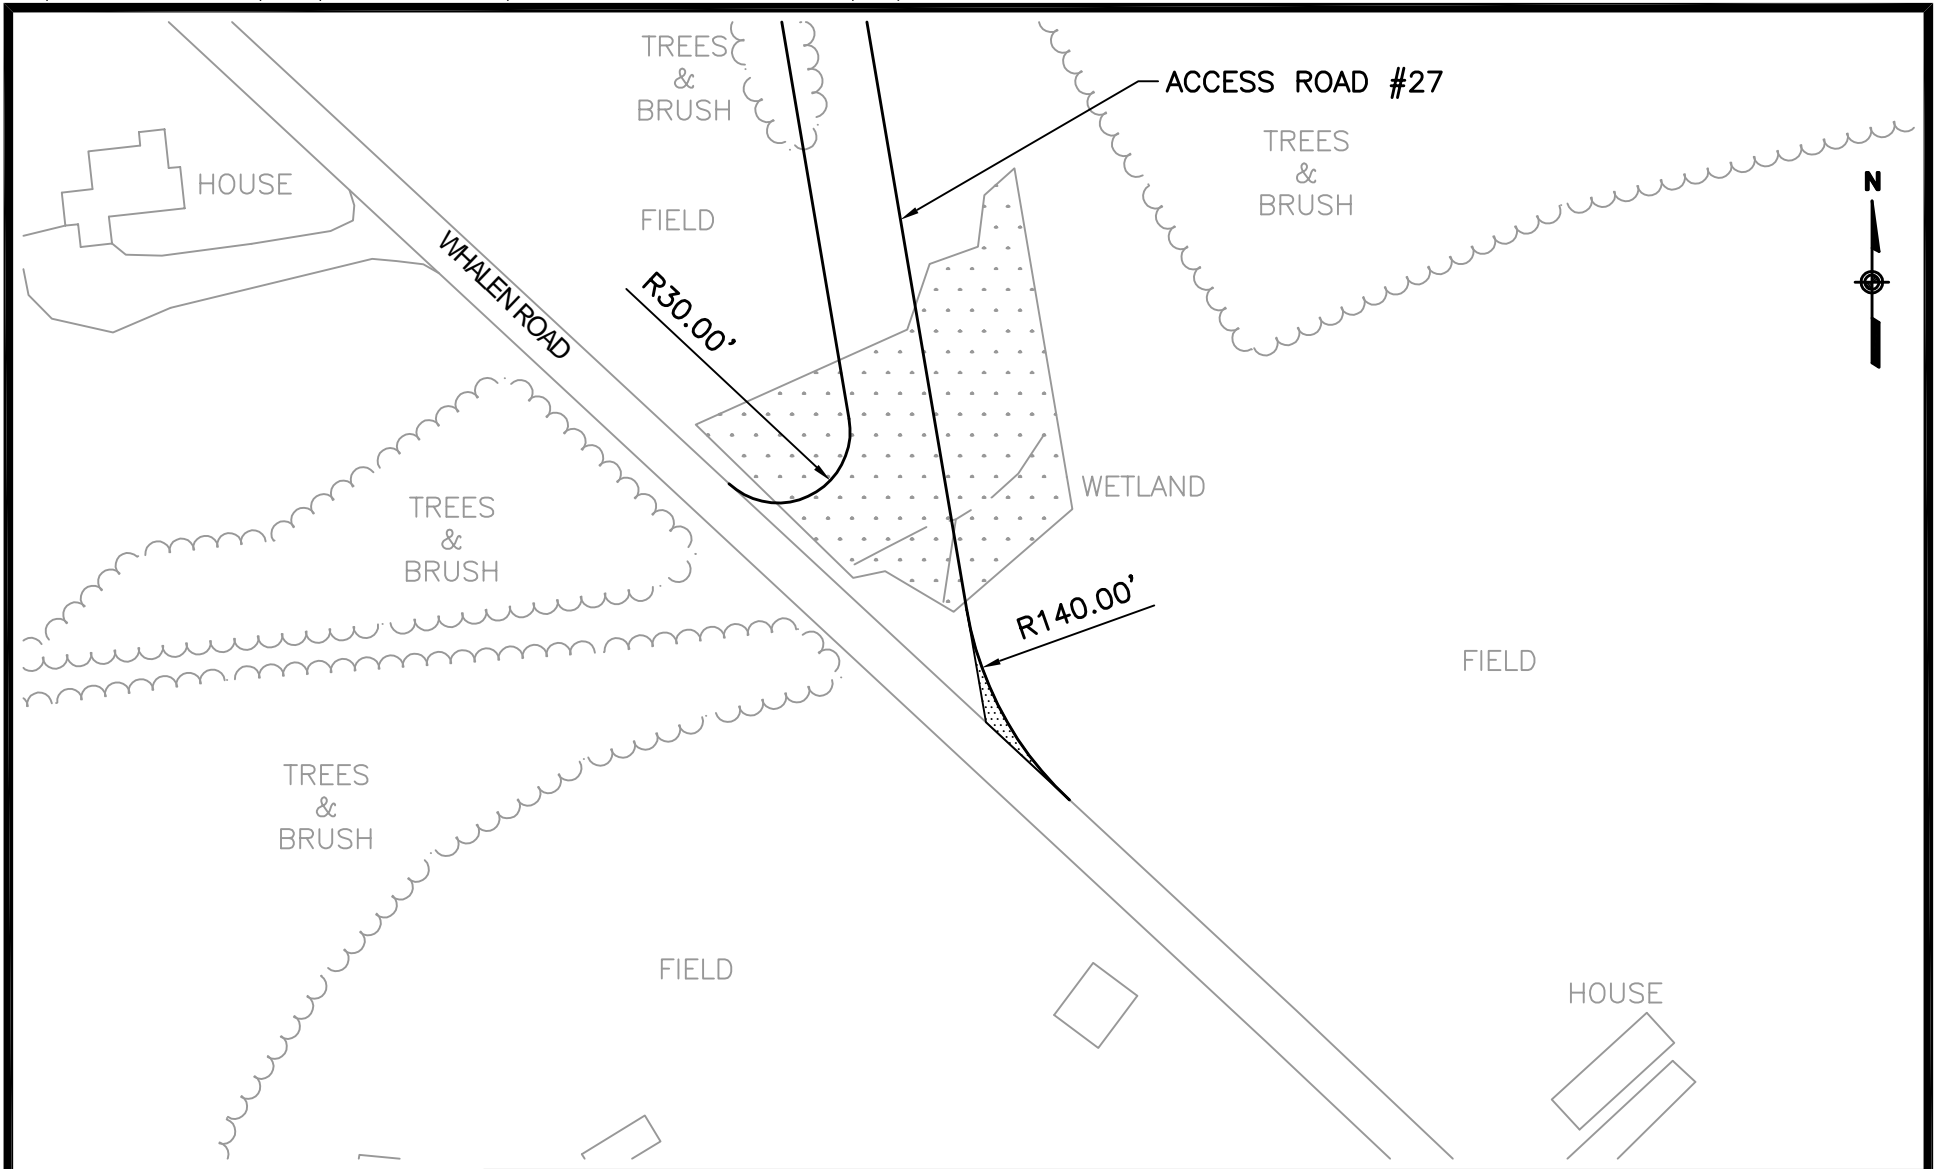 TREES
&
BRUSH
ACCESS ROAD #27
TREES
&
BRUSH
N
HOUSE
FIELD
WHALEN ROAD
R30.00'
WETLAND
TREES
&
BRUSH
R140.00'
FIELD
TREES
&
BRUSH
FIELD
HOUSE